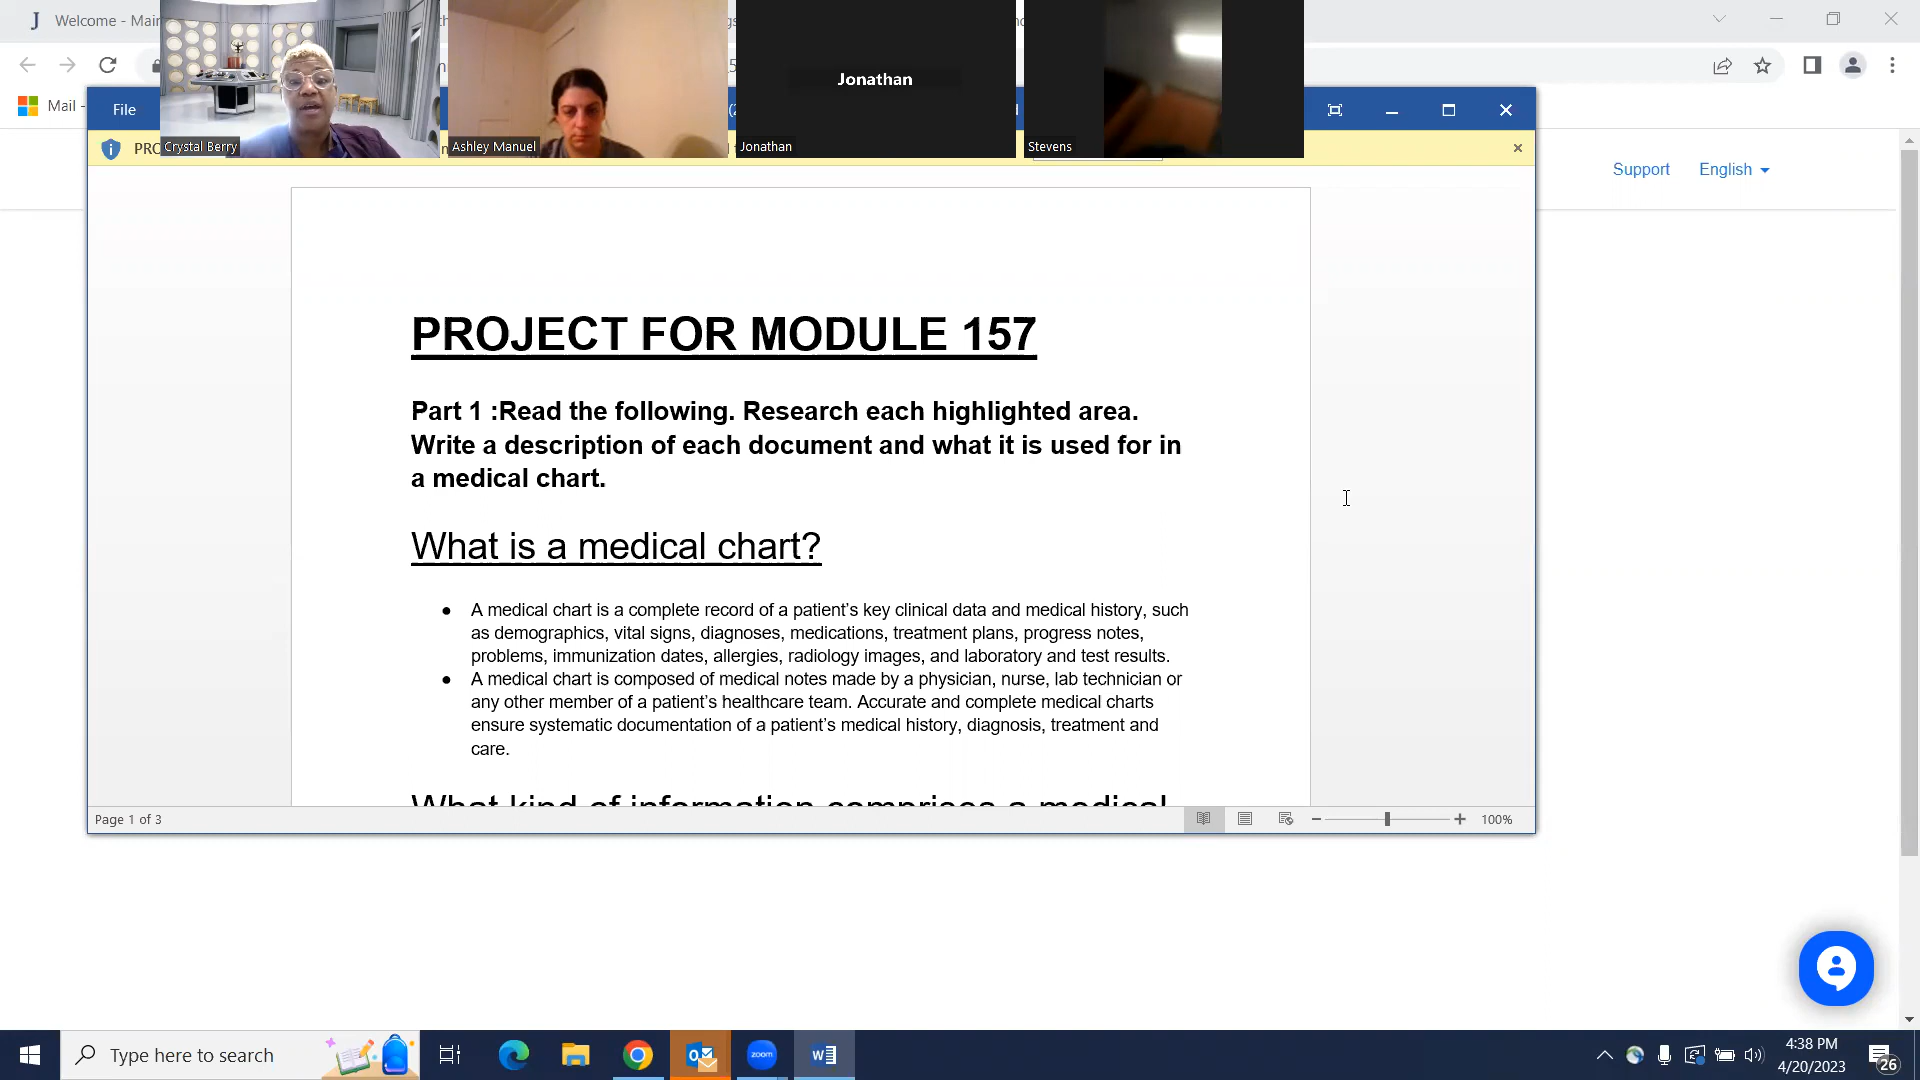 Welcome - Mai
Crystal Berry
Ashley Manuel
Jonathan
Jonathan
Stevens
Mail -
File
PRO
Support
English
PROJECT FOR MODULE 157
Part 1 :Read the following. Research each highlighted area.
Write a description of each document and what it is used for in
a medical chart.
What is a medical chart?
● A medical chart is a complete record of a patient’s key clinical data and medical history, such
as demographics, vital signs, diagnoses, medications, treatment plans, progress notes,
problems, immunization dates, allergies, radiology images, and laboratory and test results.
● A medical chart is composed of medical notes made by a physician, nurse, lab technician or
any other member of a patient’s healthcare team. Accurate and complete medical charts
ensure systematic documentation of a patient’s medical history, diagnosis, treatment and
care.
What kind of information comprises a medical
Page 1 of 3
100%
Type here to search
zoom
4:38 PM
4/20/2023
26